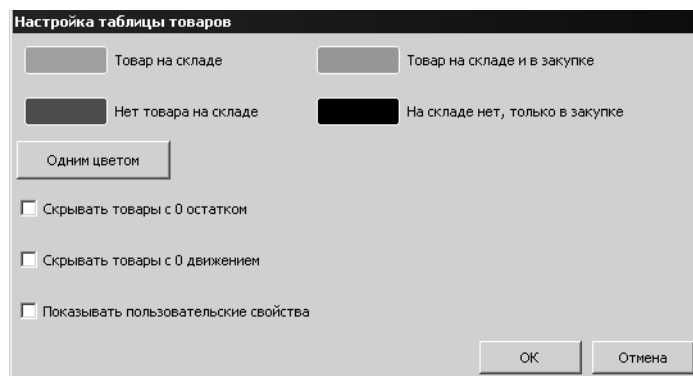 Настройка таблицы товаров
Товар на складе
Товар на складе и в закупке
Нет товара на складе
На складе нет, только в закупке
Одним цветом
Скрывать товары с 0 остатком
Скрывать товары с 0 движением
Показывать пользовательские свойства
ОК
Отмена